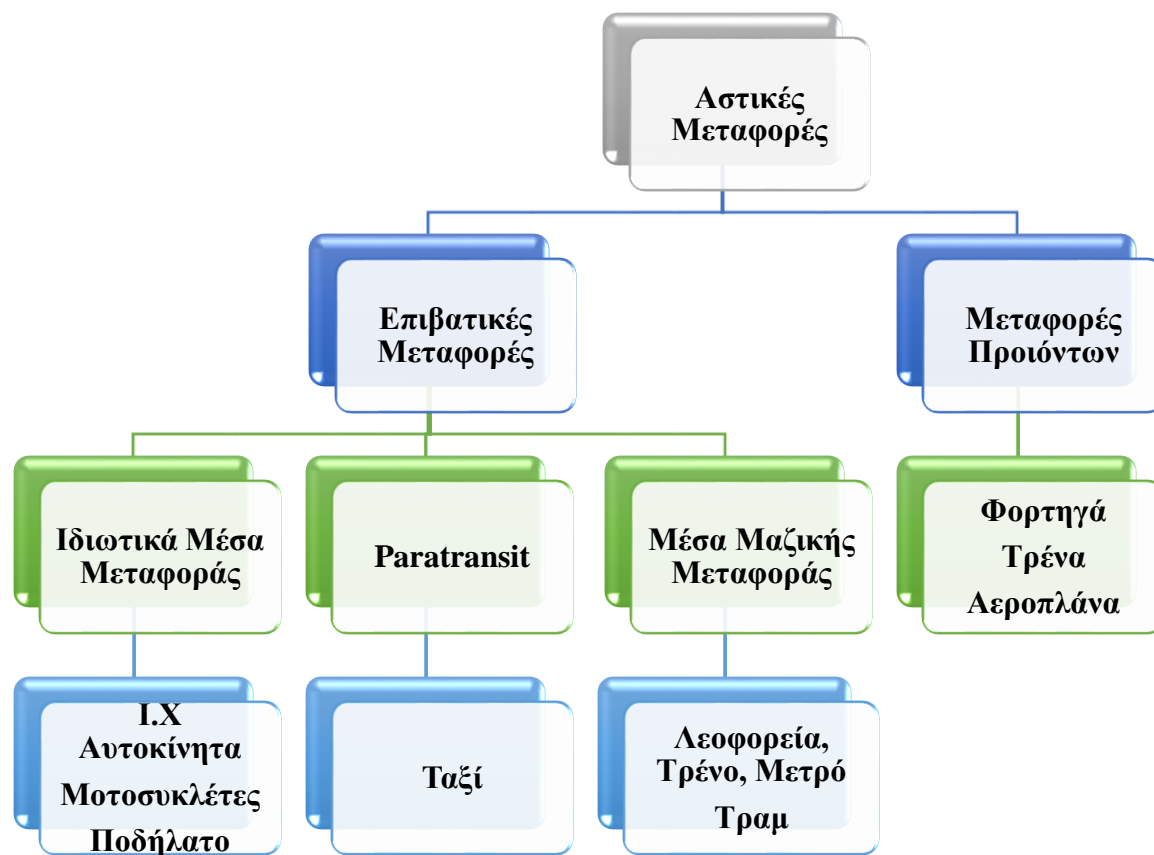 Αστικές
Μεταφορές
Επιβατικές
Μεταφορές
Μεταφορές
Προιόντων
Ιδιωτικά Μέσα
Μεταφοράς
Paratransit
Μέσα Μαζικής
Μεταφοράς
Φορτηγά
Τρένα
Αεροπλάνα
Ι.Χ
Αυτοκίνητα
Μοτοσυκλέτες
Ποδήλατο
Ταξί
Λεοφορεία,
Τρένο, Μετρό
Τραμ